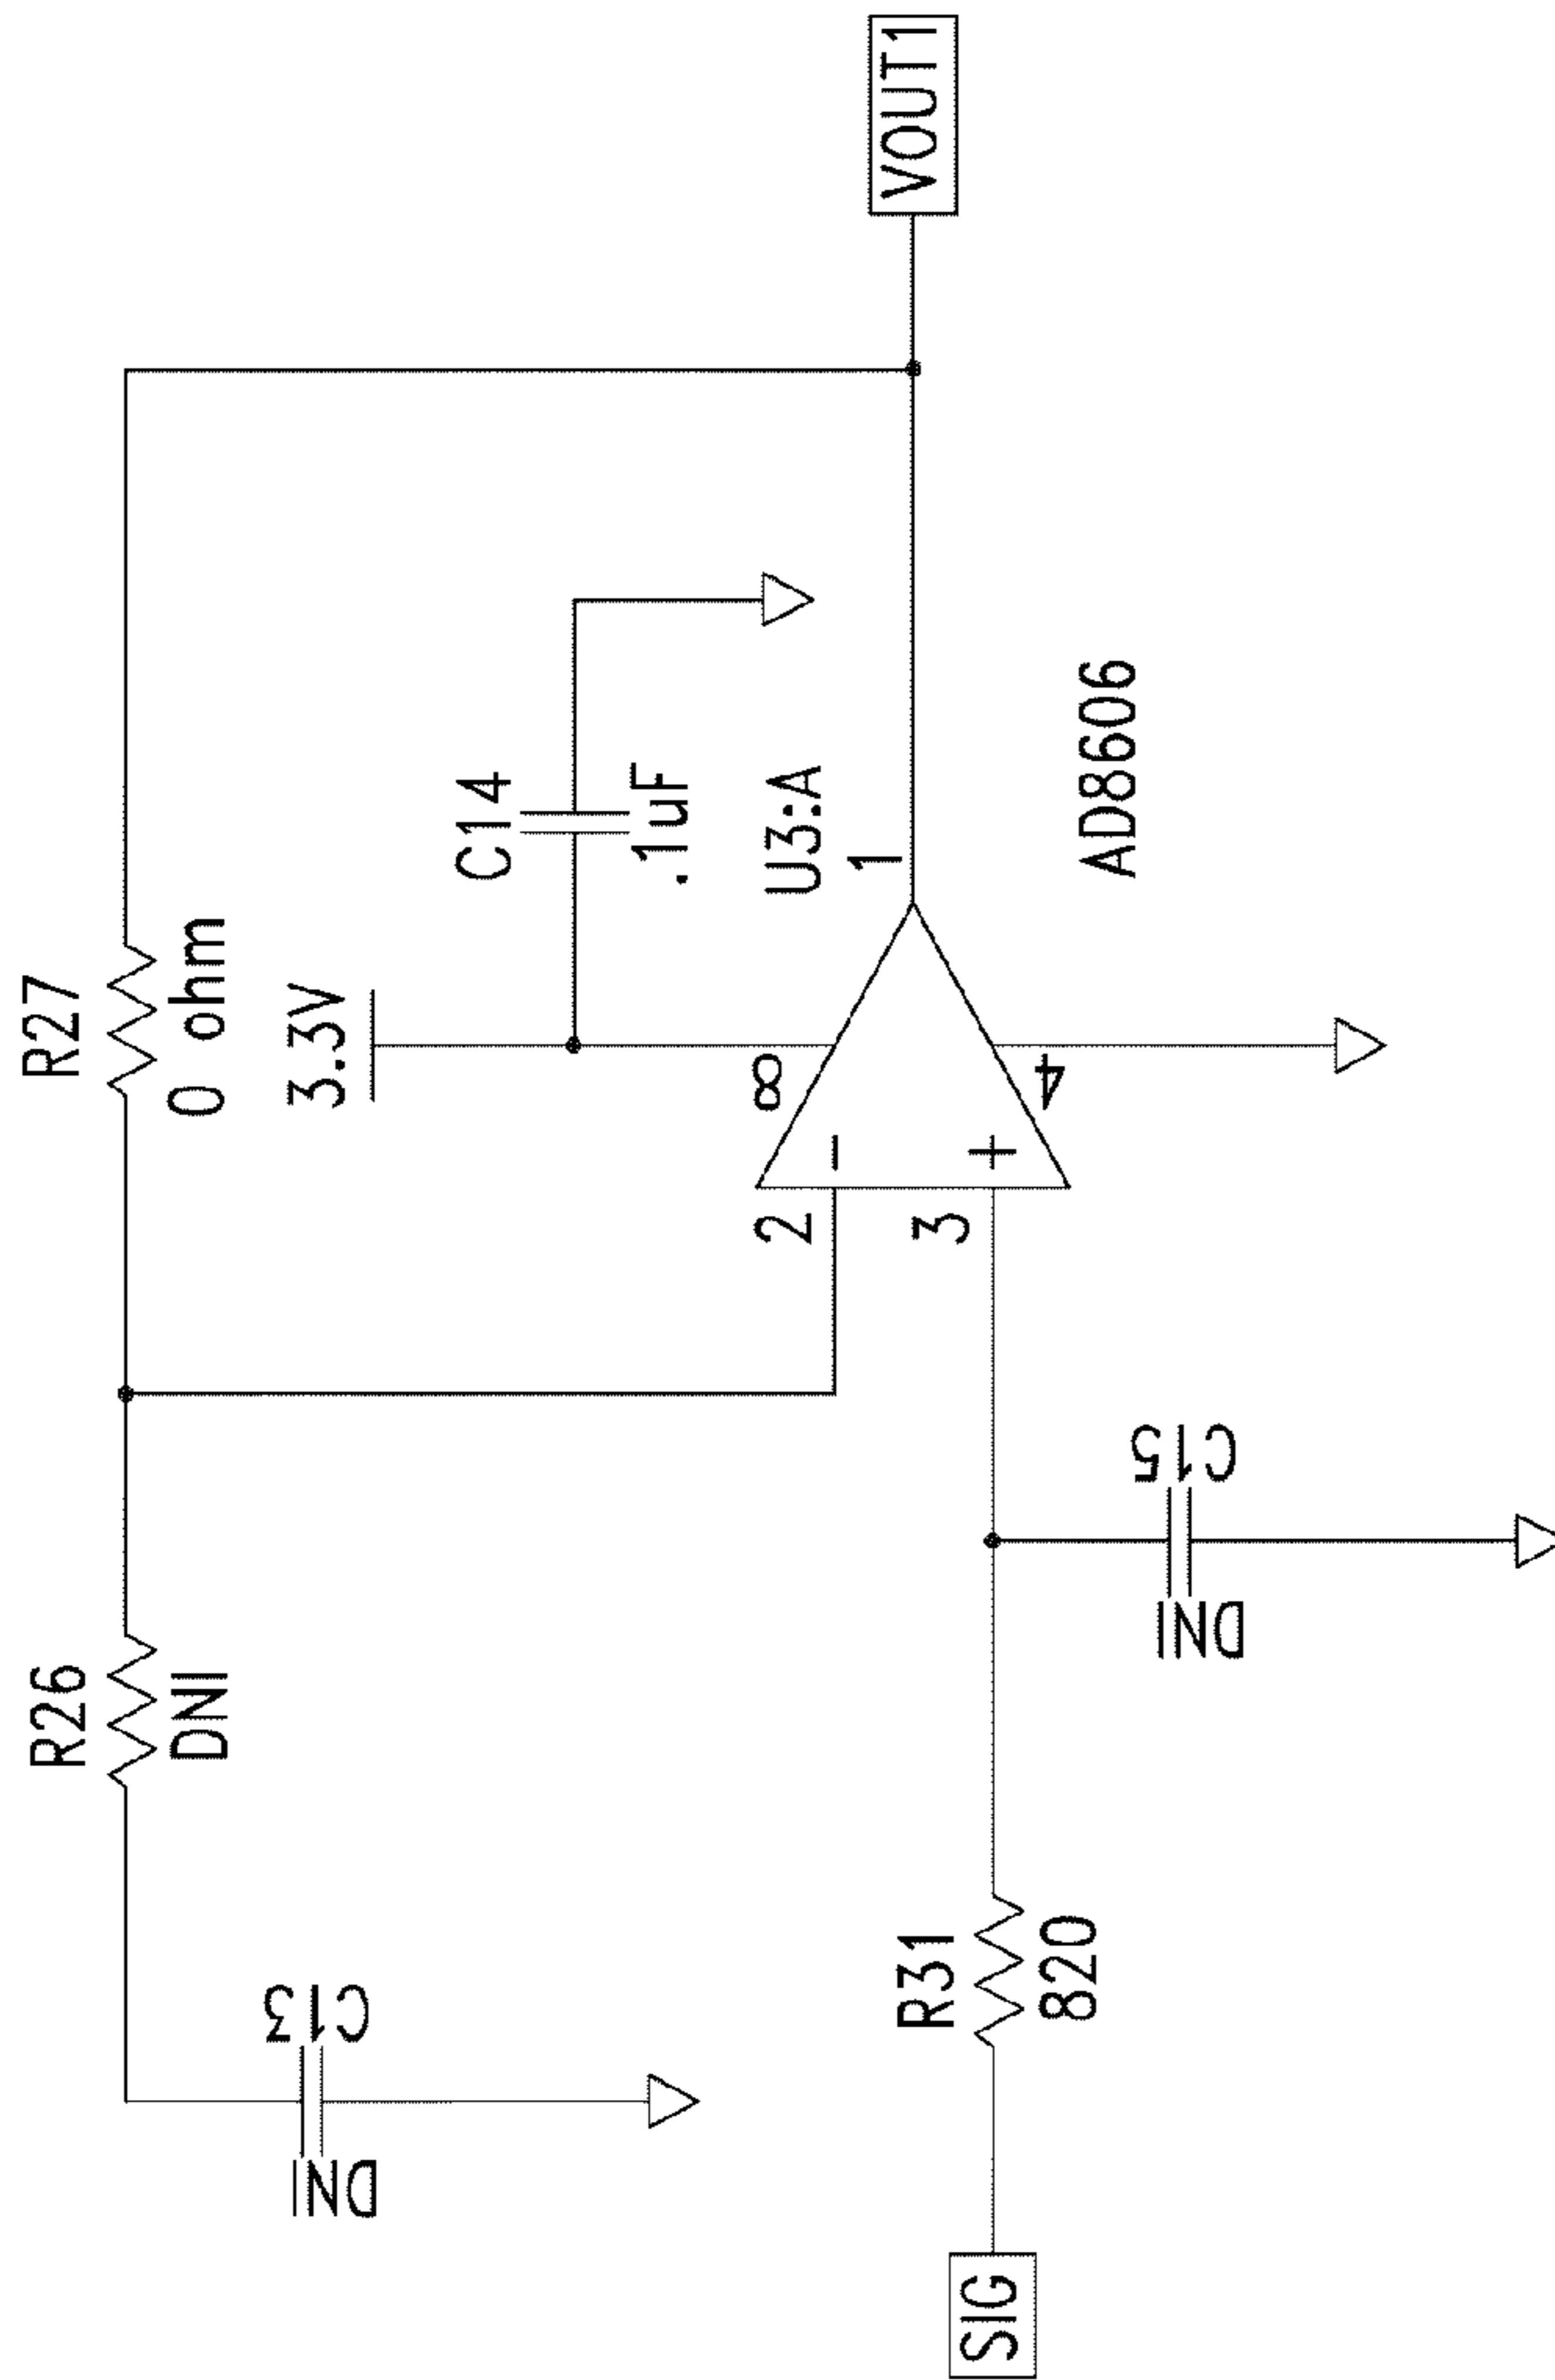 R27
0 ohm
3.3V
C14
.1uF
R26
DNI
8
U3:A
1
2
3
4
AD8606
C13
DNI
C15
DNI
R31
820
SIG
VOUT1